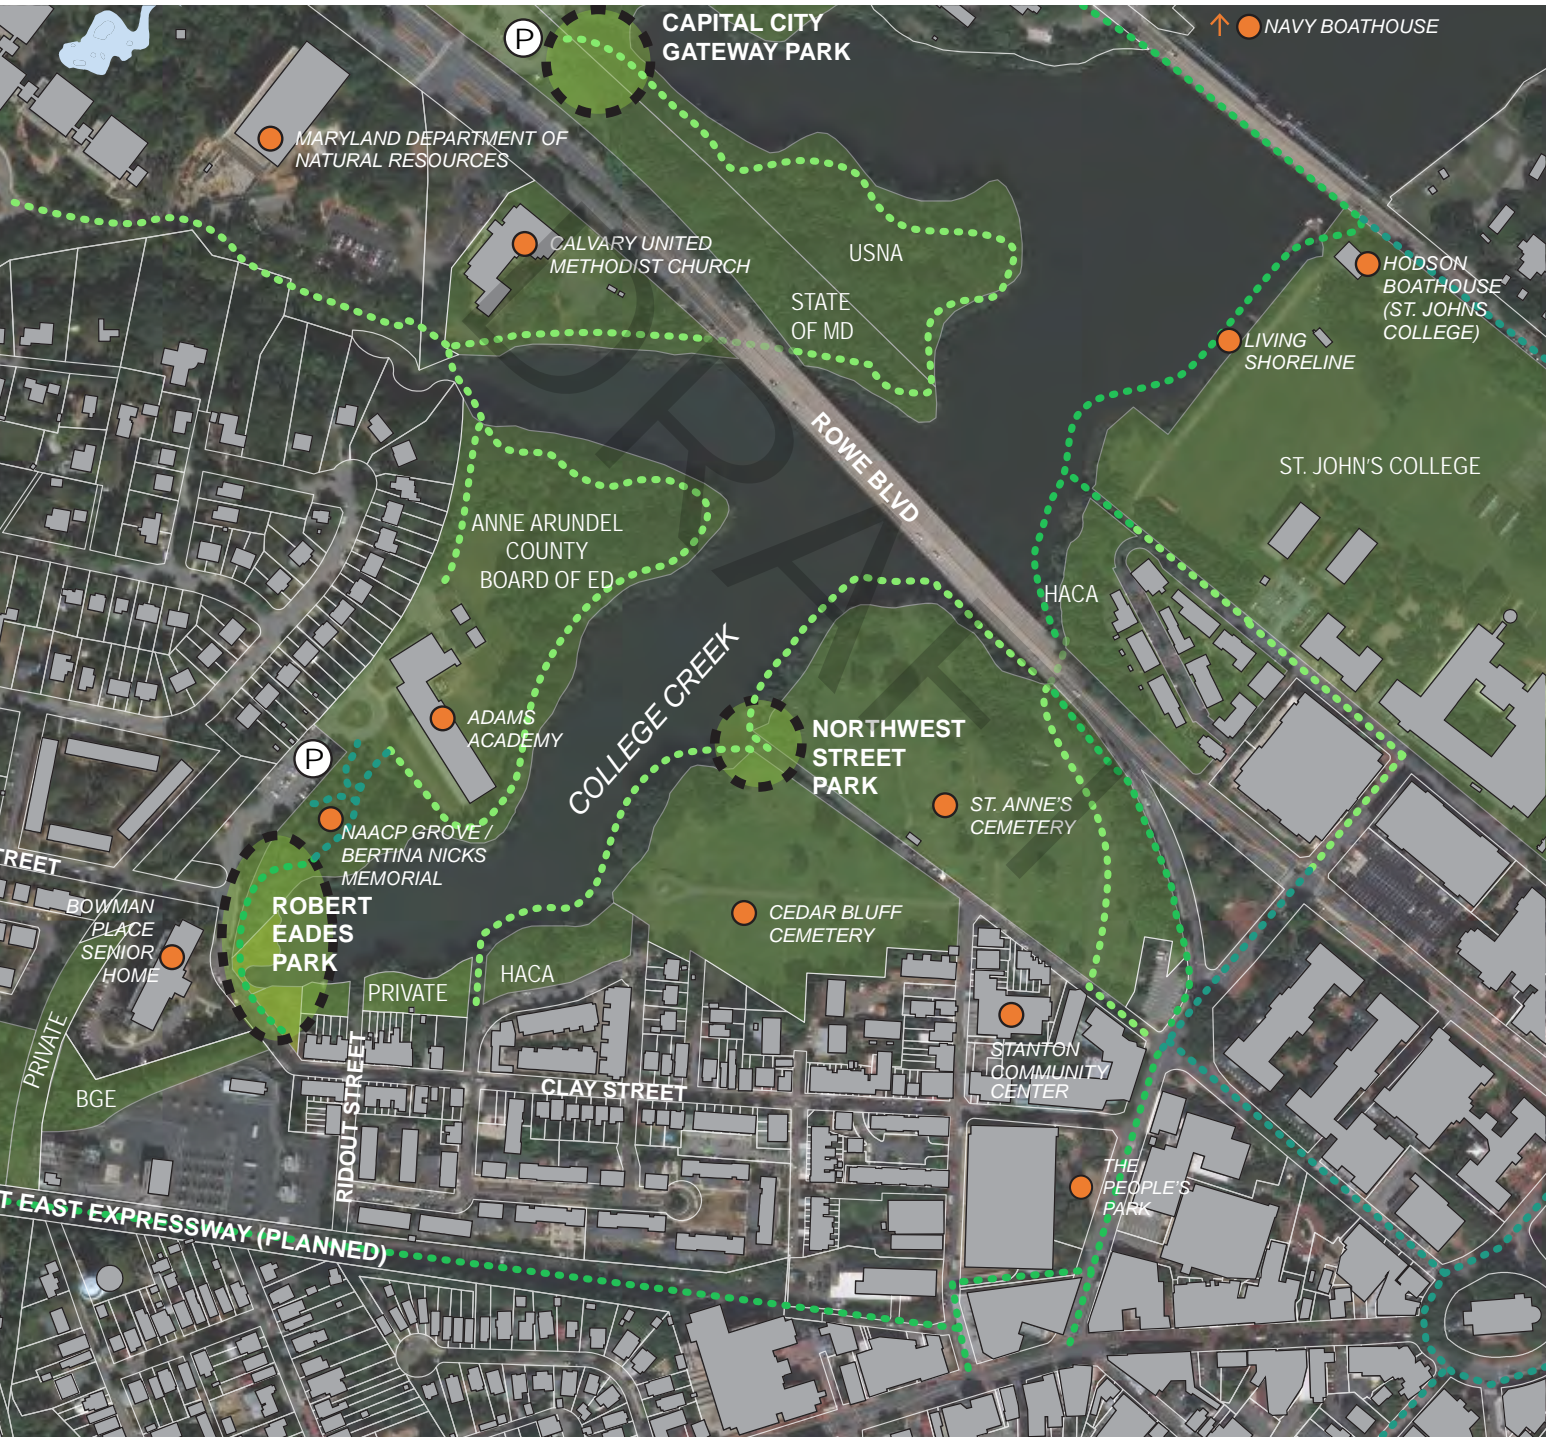 CAPITAL CITY
GATEWAY PARK
P
↑ NAVY BOATHOUSE
MARYLAND DEPARTMENT OF
NATURAL RESOURCES
CALVARY UNITED
METHODIST CHURCH
USNA
STATE
OF MD
HODSON
BOATHOUSE
(ST. JOHNS
COLLEGE)
LIVING
SHORELINE
ROWE BLVD
ST. JOHN'S COLLEGE
ANNE ARUNDEL
COUNTY
BOARD OF ED
HACA
COLLEGE CREEK
ADAMS
ACADEMY
NORTHWEST
STREET
PARK
P
ST. ANNE'S
CEMETERY
NAACP GROVE /
BERTINA NICKS
MEMORIAL
TREET
BOWMAN
PLACE
SENIOR
HOME
ROBERT
EADES
PARK
CEDAR BLUFF
CEMETERY
HACA
PRIVATE
PRIVATE
BGE
RIDOUT STREET
CLAY STREET
STANTON
COMMUNITY
CENTER
THE
PEOPLE'S
PARK
T EAST EXPRESSWAY (PLANNED)
DRAFT